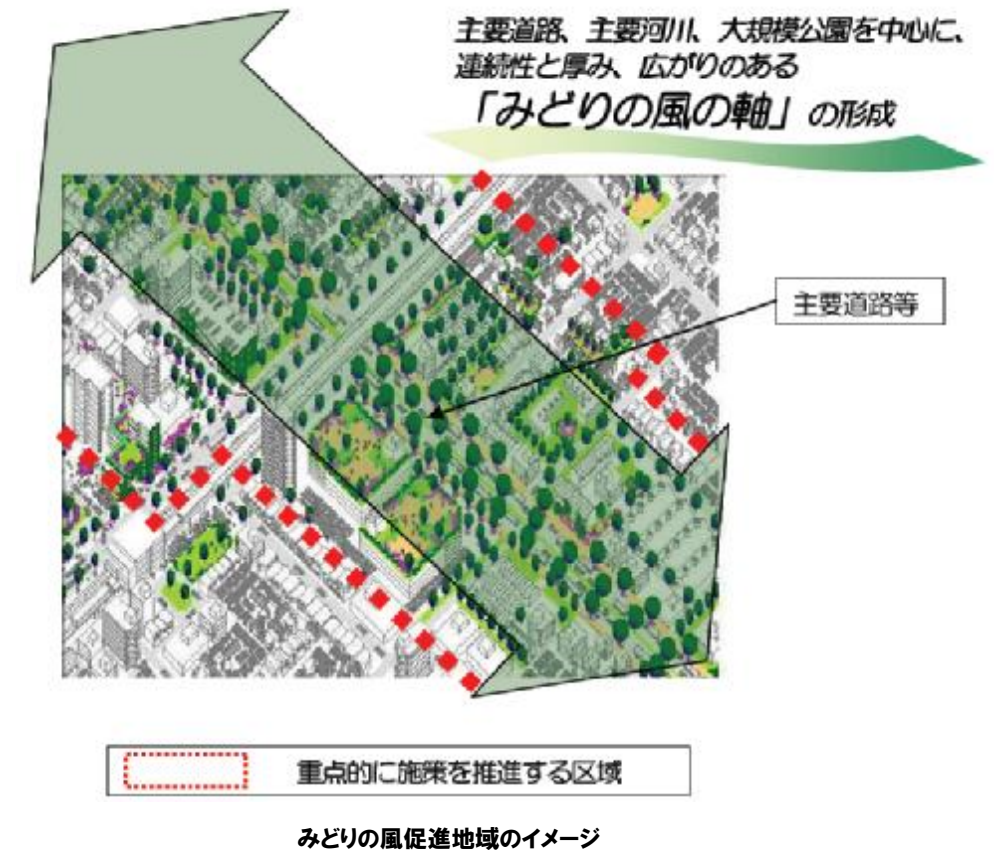 主要道路、主要河川、大規模公園を中心に、
連続性と厚み、広がりのある
「みどりの風の軸」の形成
主要道路等
重点的に施策を推進する区域
みどりの風促進地域のイメージ